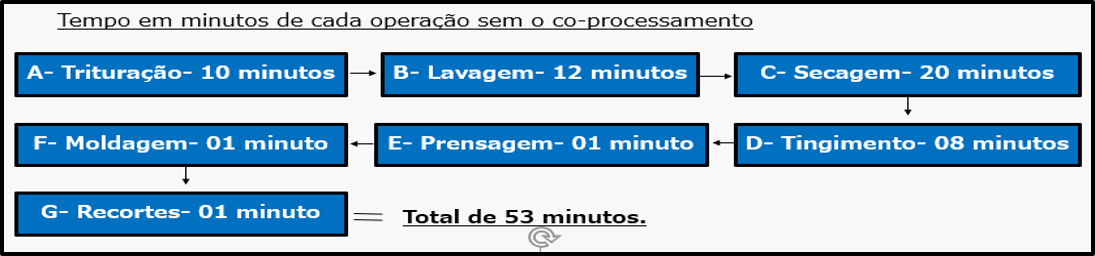 Tempo em minutos de cada operação sem o co-processamento
A- Trituração- 10 minutos
B- Lavagem- 12 minutos
C- Secagem- 20 minutos
D- Tingimento- 08 minutos
E- Prensagem- 01 minuto
F- Moldagem- 01 minuto
G- Recortes- 01 minuto
Total de 53 minutos.